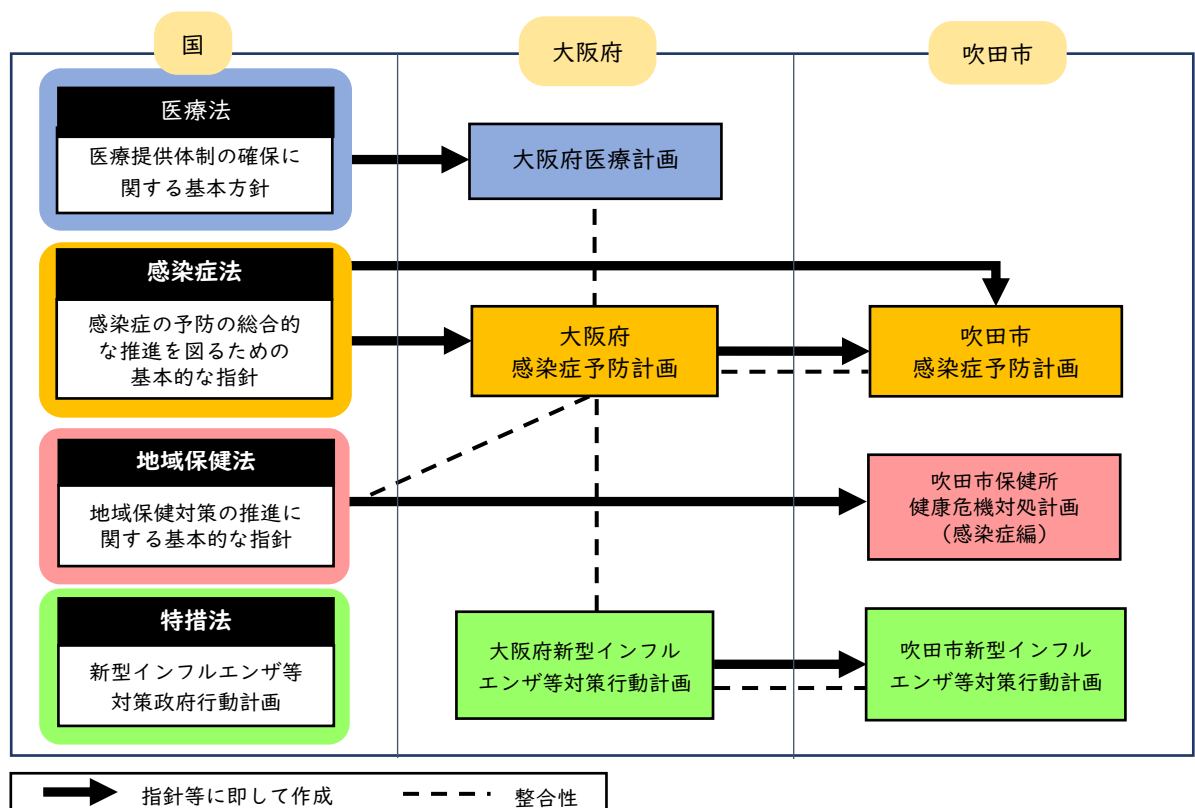 国
大阪府
吹田市
医療法
医療提供体制の確保に
関する基本方針
大阪府医療計画
感染症法
感染症の予防の総合的
な推進を図るための
基本的な指針
大阪府
感染症予防計画
吹田市
感染症予防計画
地域保健法
地域保健対策の推進に
関する基本的な指針
吹田市保健所
健康危機対処計画
(感染症編)
特措法
新型インフルエンザ等
対策政府行動計画
大阪府新型インフル
エンザ等対策行動計画
吹田市新型インフル
エンザ等対策行動計画
指針等に即して作成
整合性